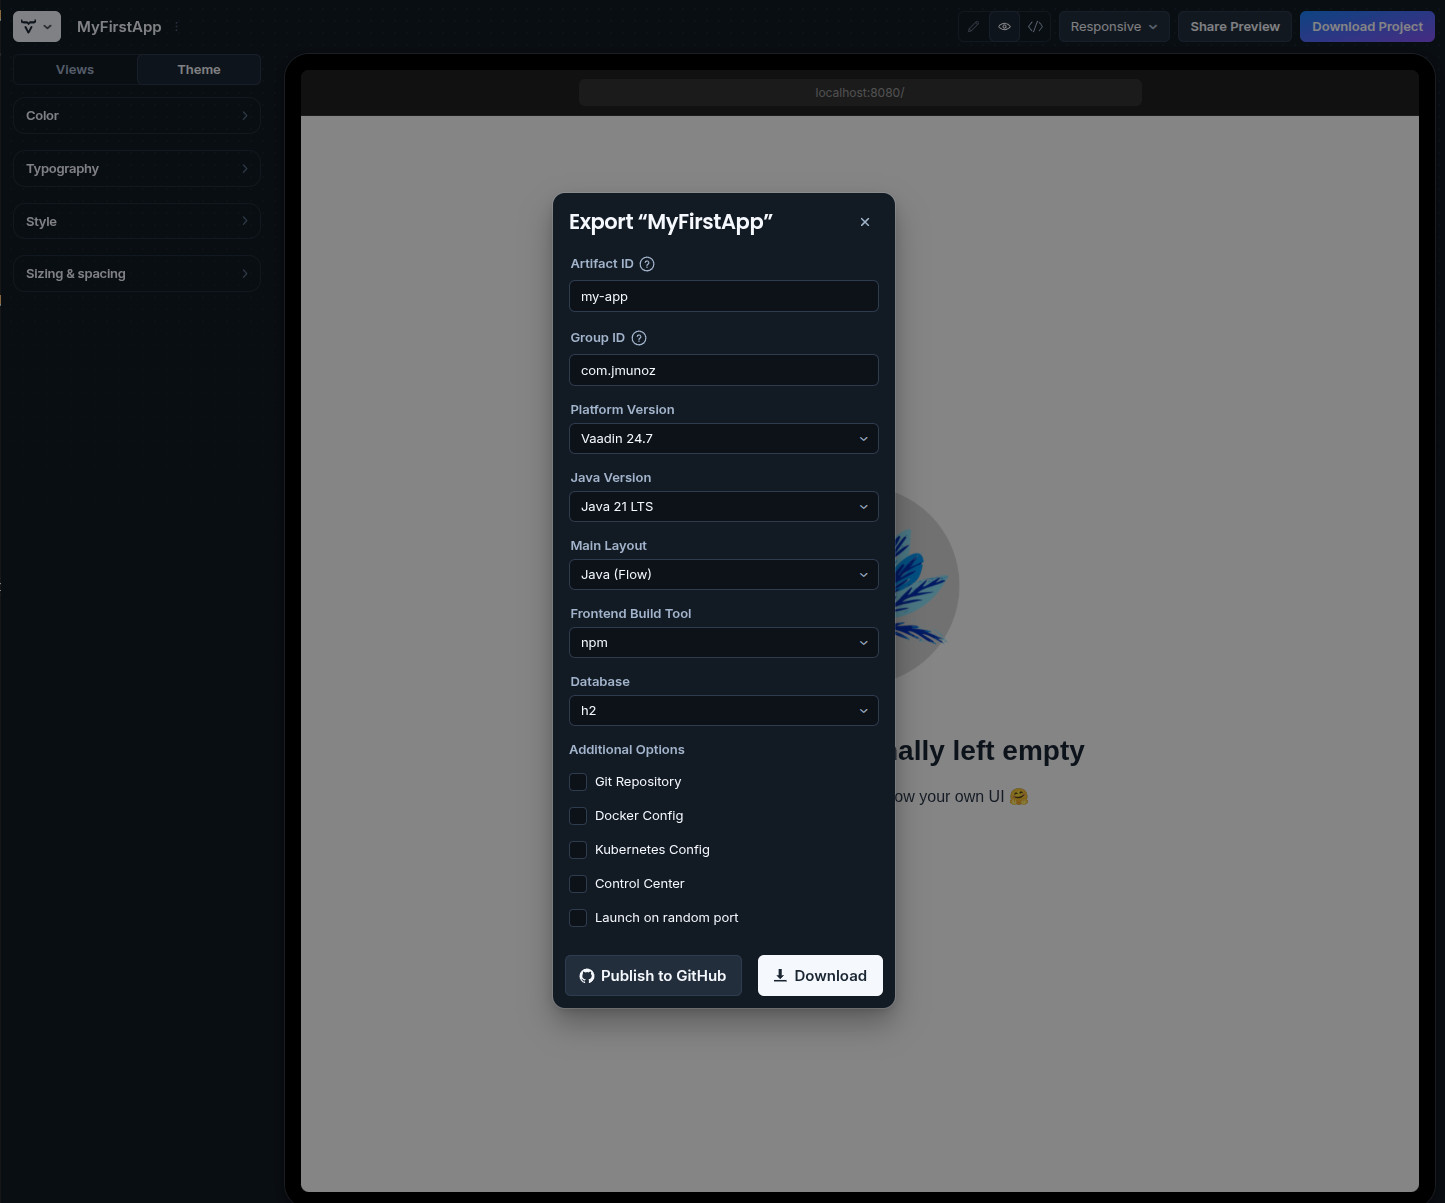 MyFirstApp
Responsive
Share Preview
Download Project
Views
Theme
Color
Typography
Style
Sizing & spacing
localhost:8080/
Export “MyFirstApp”
Artifact ID ?
my-app
Group ID ?
com.jmunoz
Platform Version
Vaadin 24.7
Java Version
Java 21 LTS
Main Layout
Java (Flow)
Frontend Build Tool
npm
Database
h2
Additional Options
Git Repository
Docker Config
Kubernetes Config
Control Center
Launch on random port
Publish to GitHub
Download
left empty
your own UI 🤗